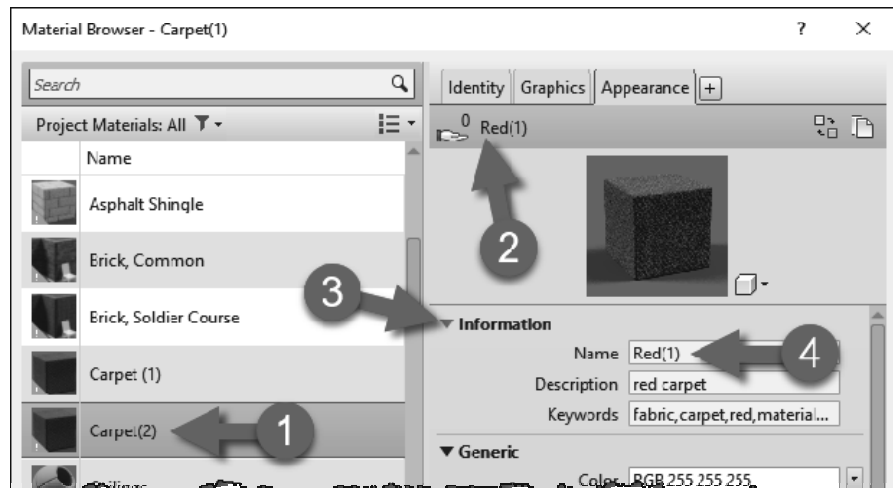 Material Browser - Carpet(1) ? ×
Search
Identity Graphics Appearance +
Project Materials: All
0 Red(1)
Name
Asphalt Shingle
2
Brick, Common
3
Brick, Soldier Course
Information
Name Red(1) 4
Carpet (1)
Description red carpet
Keywords fabric,carpet,red,material...
Carpet(2) 1
Generic
Color RGB 255 255 255